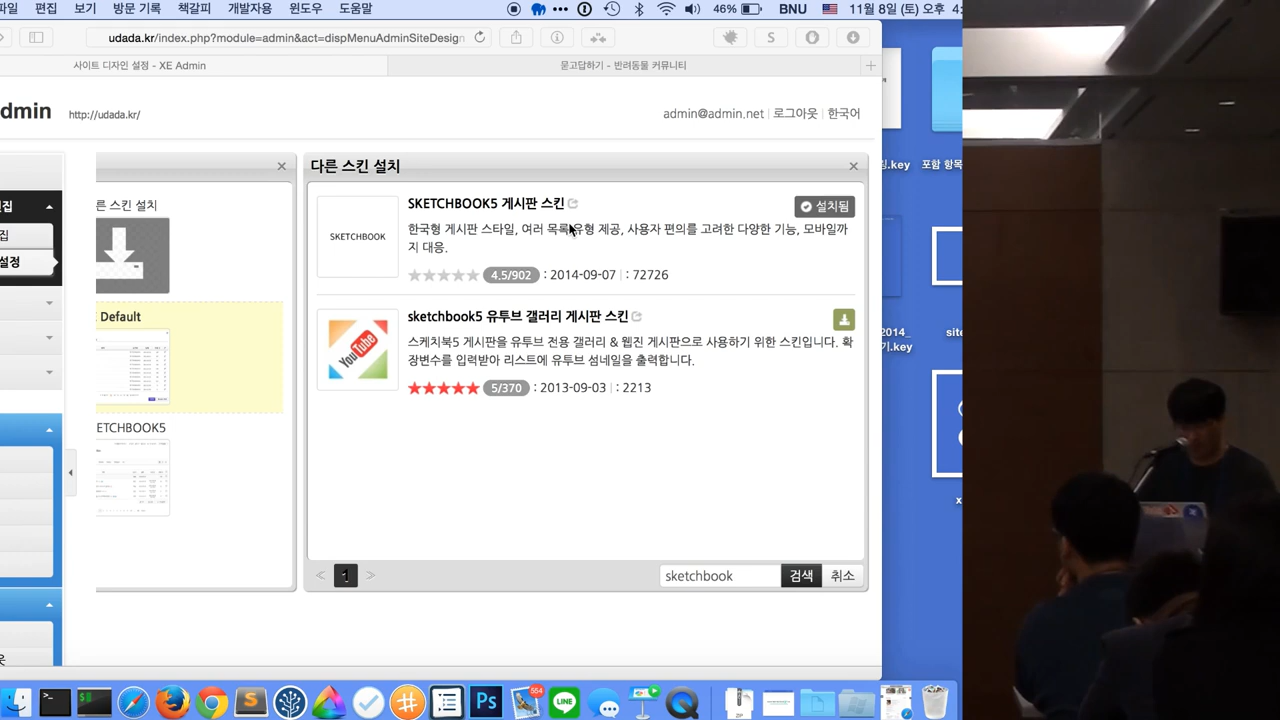 파일 편집 보기 방문 기록 책갈피 개발자용 윈도우 도움말
46% BNU 11월 8일 (토) 오후 4:
udada.kr/index.php?module=admin&act=dispMenuAdminSiteDesign
S
사이트 디자인 설정 - XE Admin
묻고답하기 - 반려동물 커뮤니티
dmin http://udada.kr/
admin@admin.net | 로그아웃 | 한국어
.key
포함 항목
른 스킨 설치
다른 스킨 설치
집
집
설정
Default
ETCHBOOK5
SKETCHBOOK
SKETCHBOOK5 게시판 스킨
설치됨
한국형 게시판 스타일, 여러 목록 유형 제공, 사용자 편의를 고려한 다양한 기능, 모바일까
지 대응.
4.5/902 : 2014-09-07 | : 72726
YouTube
sketchbook5 유투브 갤러리 게시판 스킨
스케치북5 게시판을 유투브 전용 갤러리 & 웹진 게시판으로 사용하기 위한 스킨입니다. 확
장변수를 입력받아 리스트에 유투브 섬네일을 출력합니다.
5/370 : 2013-09-03 | : 2213
2014_
기.key
site
x
1
sketchbook 검색 취소
554
LINE
Ps
ZIP